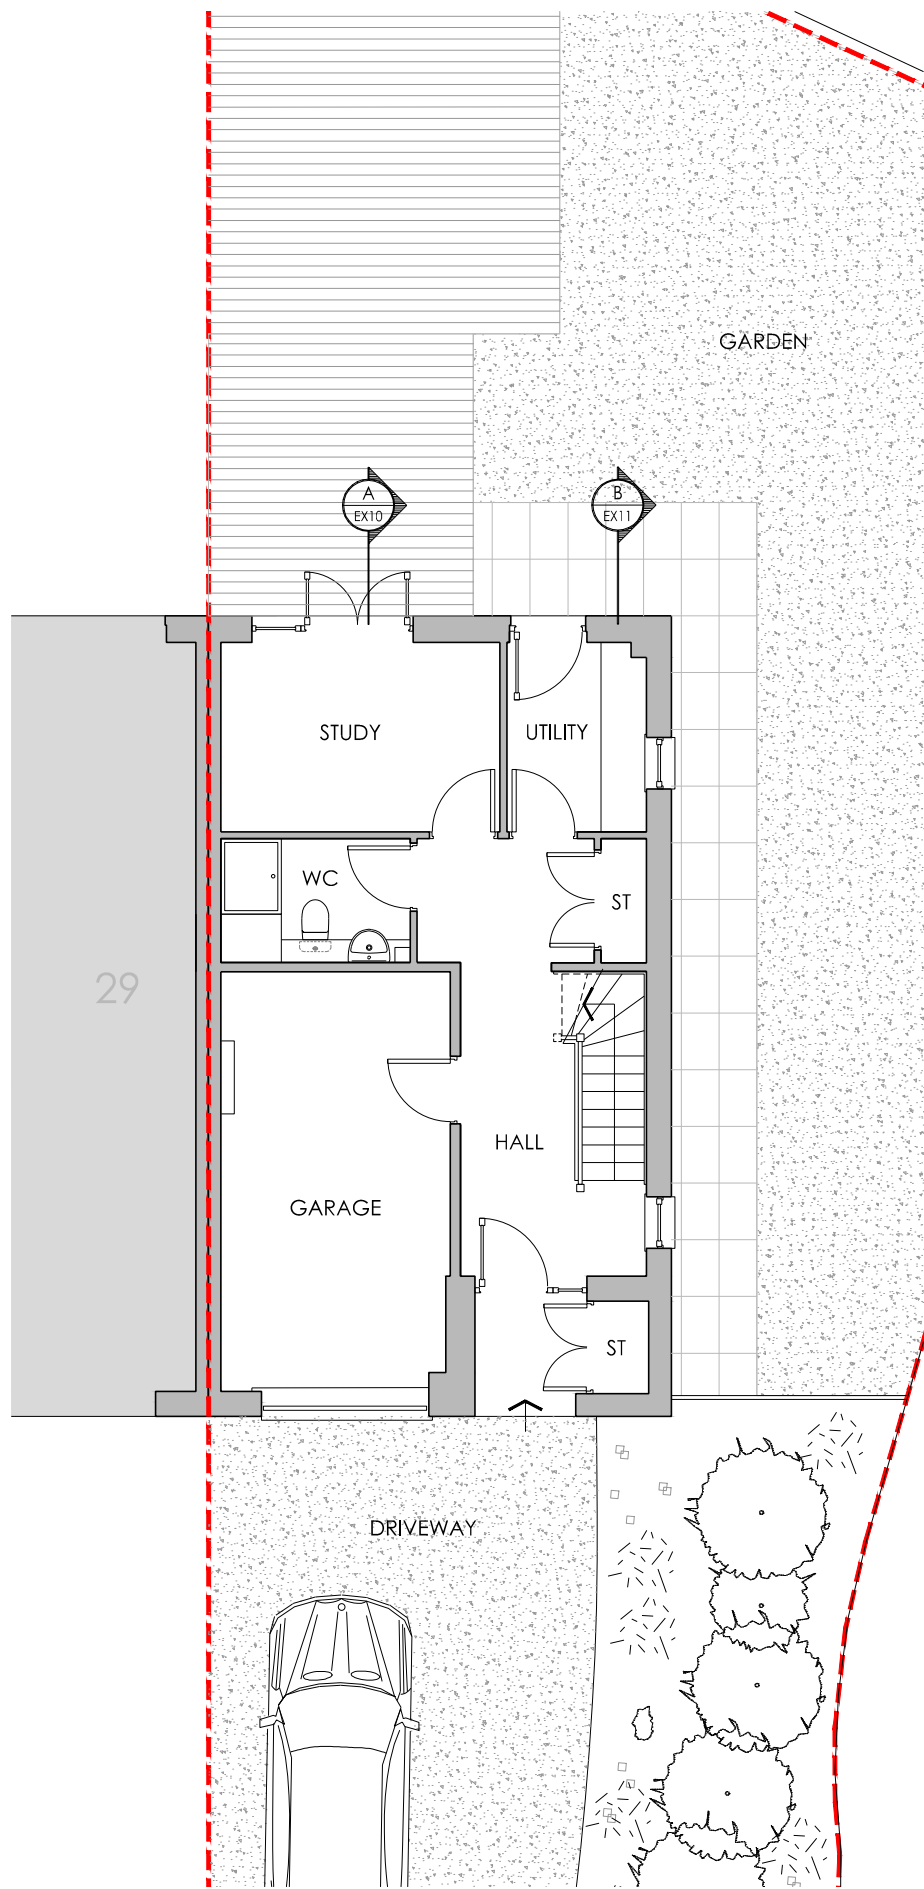 GARDEN
A
EX10
B
EX11
STUDY
UTILITY
WC
ST
29
HALL
GARAGE
ST
DRIVEWAY